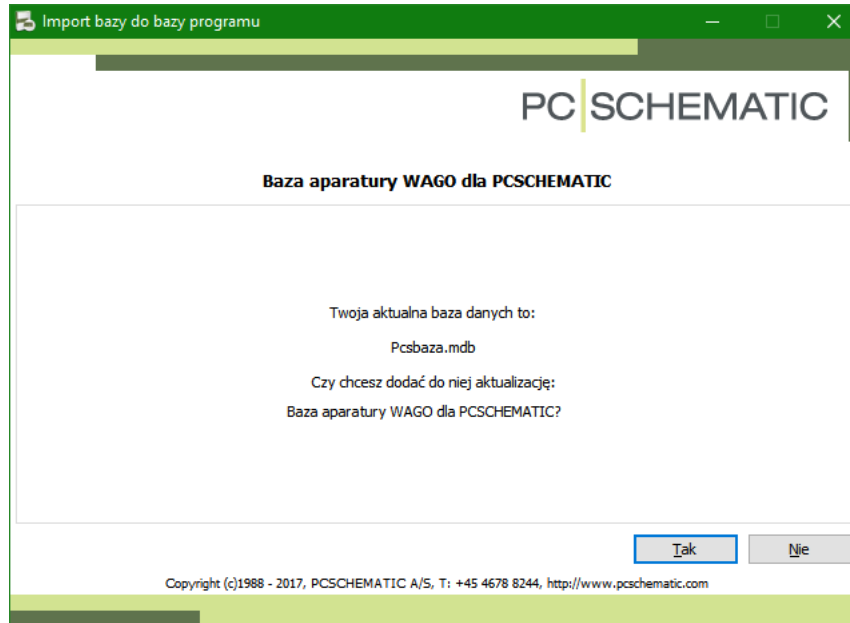 Import bazy do bazy programu
PC SCHEMATIC
Baza aparatury WAGO dla PCSCHEMATIC
Twoja aktualna baza danych to:
Pcsbaza.mdb
Czy chcesz dodać do niej aktualizację:
Baza aparatury WAGO dla PCSCHEMATIC?
Tak Nie
Copyright (c)1988 - 2017, PCSCHEMATIC A/S, T: +45 4678 8244, http://www.pcschematic.com